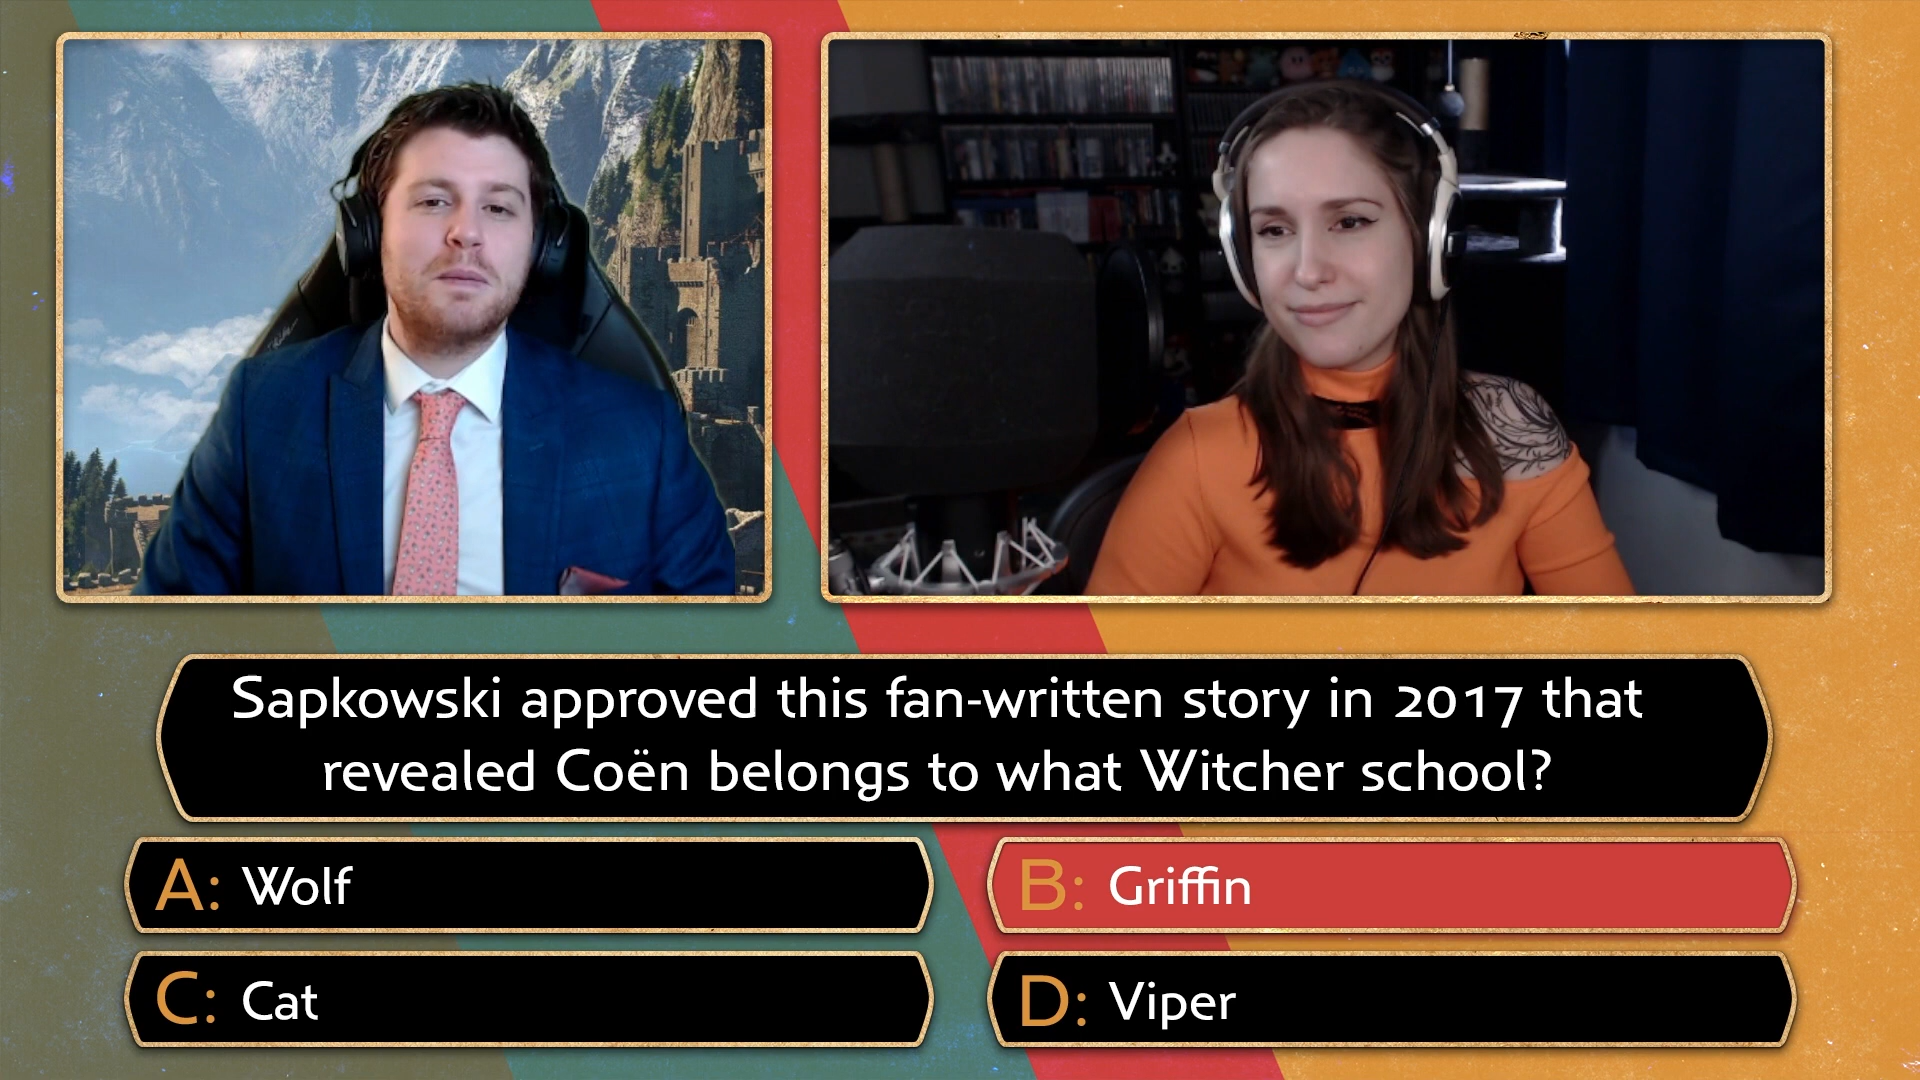 Sapkowski approved this fan-written story in 2017 that
revealed Coën belongs to what Witcher school?
A: Wolf
B: Griffin
C: Cat
D: Viper